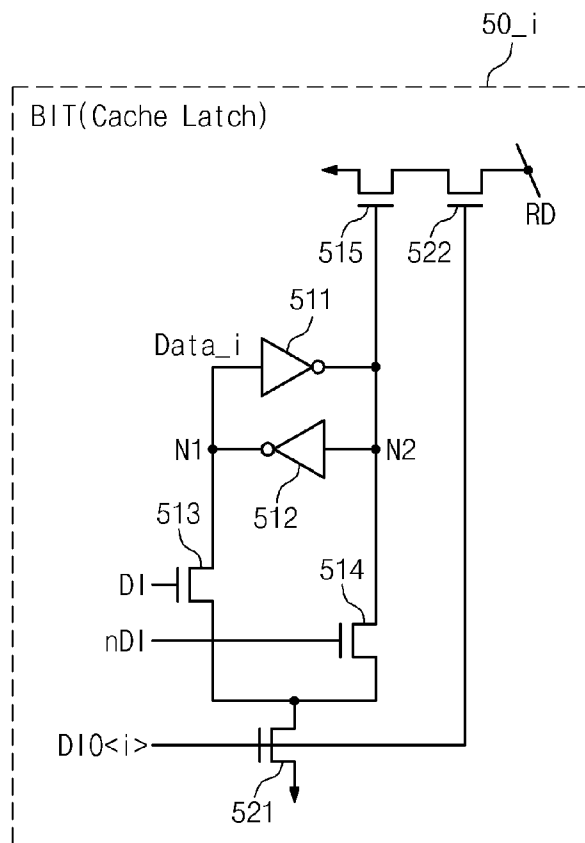 50_i
BIT(Cache Latch)
RD
515
522
511
Data_i
N1
N2
512
513
514
DI
nDI
DIO<i>
521